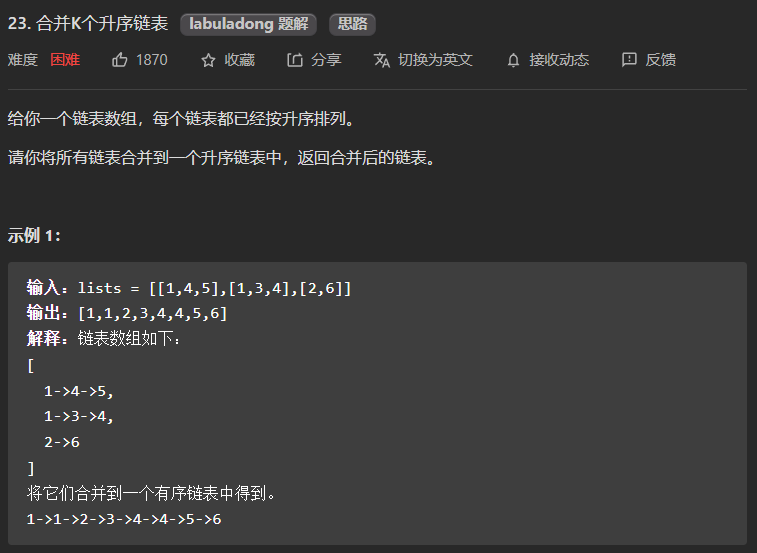 23. 合并K个升序链表 labuladong 题解 思路
难度 困难 1870 收藏 分享 切换为英文 接收动态 反馈
给你一个链表数组，每个链表都已经按升序排列。
请你将所有链表合并到一个升序链表中，返回合并后的链表。
示例 1：
输入：lists = [[1,4,5],[1,3,4],[2,6]]
输出：[1,1,2,3,4,4,5,6]
解释：链表数组如下：
[
  1->4->5,
  1->3->4,
  2->6
]
将它们合并到一个有序链表中得到。
1->1->2->3->4->4->5->6